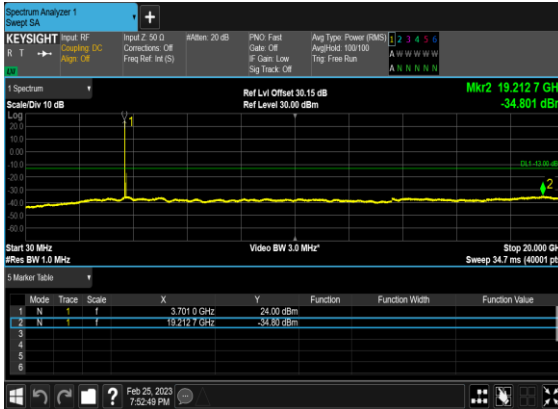 Spectrum Analyzer 1
Swept SA
+
KEYSIGHT Input: RF
R T Coupling: DC
Align: Off
LV
Input Z: 50 Ω
Corrections: Off
Freq Ref: Int (S)
#Atten: 20 dB
PNO: Fast
Gate: Off
IF Gain: Low
Sig Track: Off
Avg Type: Power (RMS)
Avg|Hold: 100/100
Trig: Free Run
1 2 3 4 5 6
A W W W W W
A N N N N N
1 Spectrum
Scale/Div 10 dB
Ref Lvl Offset 30.15 dB
Ref Level 30.00 dBm
Mkr2 19.212 7 GH
-34.801 dB
Log
20.0
10.0
0.00
-10.0
-20.0
-30.0
-40.0
-50.0
-60.0
1
DL1 -13.00 dB
2
Start 30 MHz
#Res BW 1.0 MHz
Video BW 3.0 MHz*
Stop 20.000 GH
Sweep 34.7 ms (40001 pt
5 Marker Table
Mode Trace Scale X Y Function Function Width Function Value
1 N 1 f 3.701 0 GHz 24.00 dBm
2 N 1 f 19.212 7 GHz -34.80 dBm
3
4
5
6
?
Feb 25, 2023
7:52:49 PM